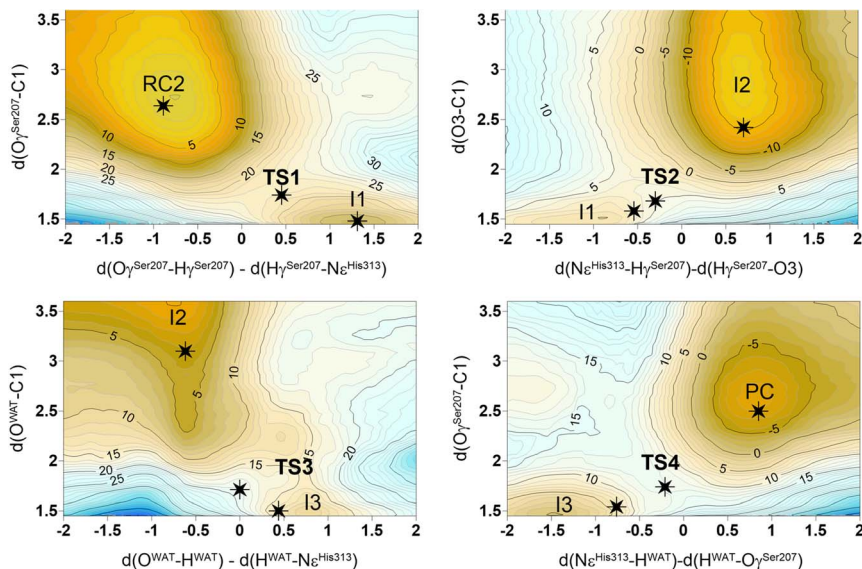 3.5
3
2.5
2
1.5
d(Oγ^Ser207-C1)
RC2
TS1
I1
5
10
15
20
25
10
15
20
25
25
30
25
-2 -1.5 -1 -0.5 0 0.5 1 1.5 2
d(Oγ^Ser207-Hγ^Ser207) - d(Hγ^Ser207-Nε^His313)
3.5
3
2.5
2
1.5
d(O3-C1)
I2
TS2
I1
10
5
0
-5
-10
-10
-5
0
5
5
-2 -1.5 -1 -0.5 0 0.5 1 1.5 2
d(Nε^His313-Hγ^Ser207)-d(Hγ^Ser207-O3)
3.5
3
2.5
2
1.5
d(O^WAT-C1)
I2
TS3
I3
5
5
10
10
15
20
25
15
15
20
-2 -1.5 -1 -0.5 0 0.5 1 1.5 2
d(O^WAT-H^WAT) - d(H^WAT-Nε^His313)
3.5
3
2.5
2
1.5
d(Oγ^Ser207-C1)
PC
TS4
I3
15
10
5
0
-5
-5
0
5
10
15
15
10
-2 -1.5 -1 -0.5 0 0.5 1 1.5 2
d(Nε^His313-H^WAT)-d(H^WAT-Oγ^Ser207)